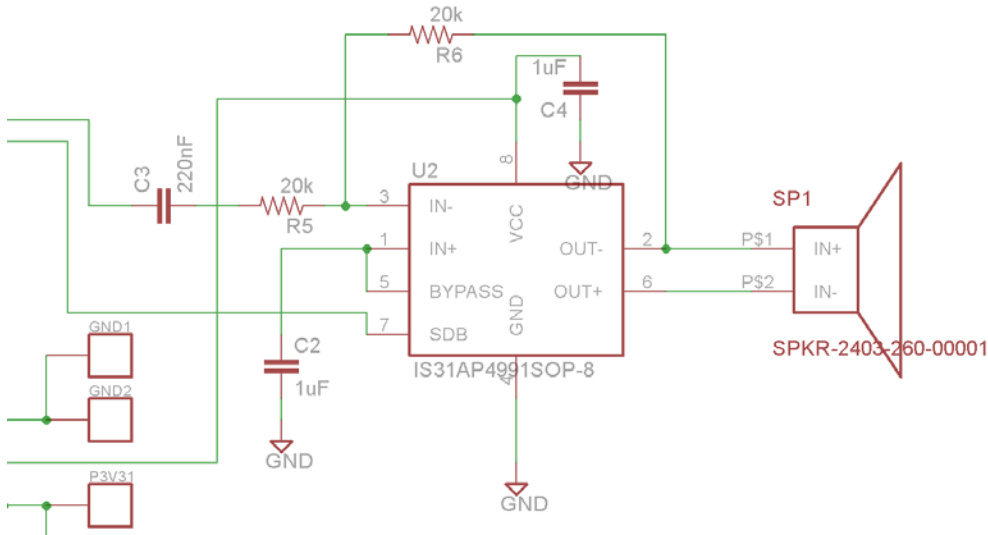 20k
R6
1uF
C4
GND
C3
220nF
20k
R5
U2
8
VCC
3
IN-
1
IN+
5
BYPASS
7
SDB
GND
4
OUT-
2
OUT+
6
IS31AP4991SOP-8
P$1
P$2
SP1
IN+
IN-
SPKR-2403-260-00001
C2
1uF
GND
GND
GND1
GND2
P3V31